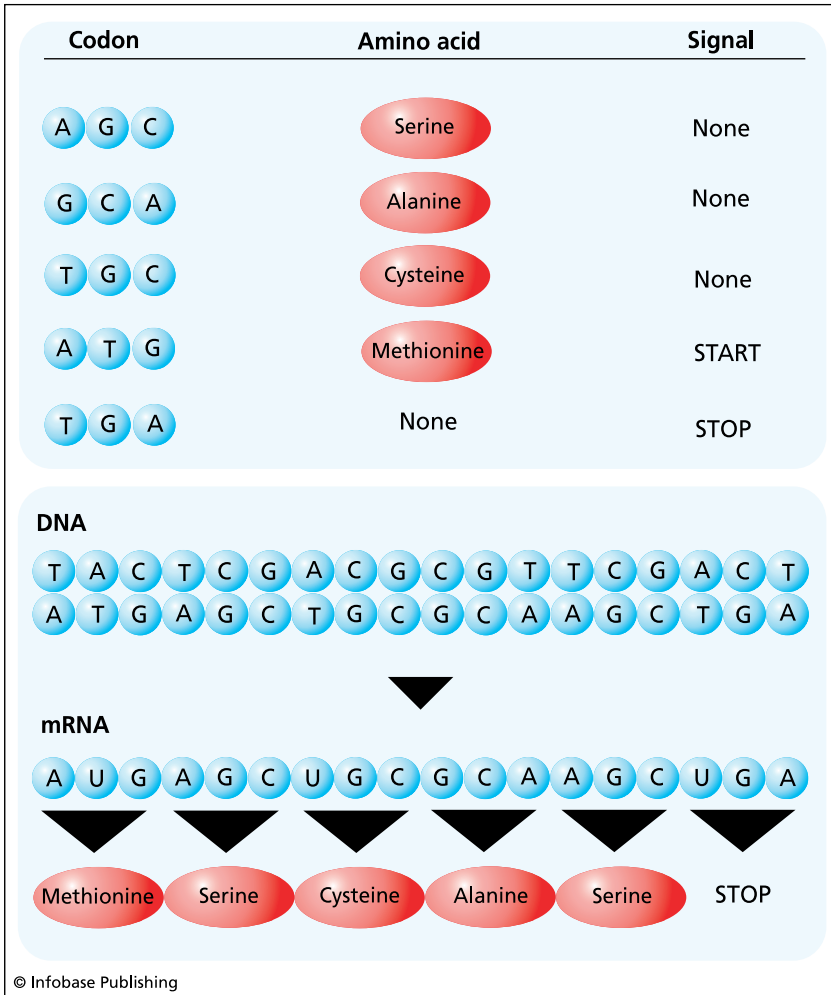 Codon Amino acid Signal
A G C Serine None
G C A Alanine None
T G C Cysteine None
A T G Methionine START
T G A None STOP
DNA
T A C T C G A C G C G T T C G A C T
A T G A G C T G C G C A A G C T G A
mRNA
A U G A G C U G C G C A A G C U G A
Methionine Serine Cysteine Alanine Serine STOP
© Infobase Publishing